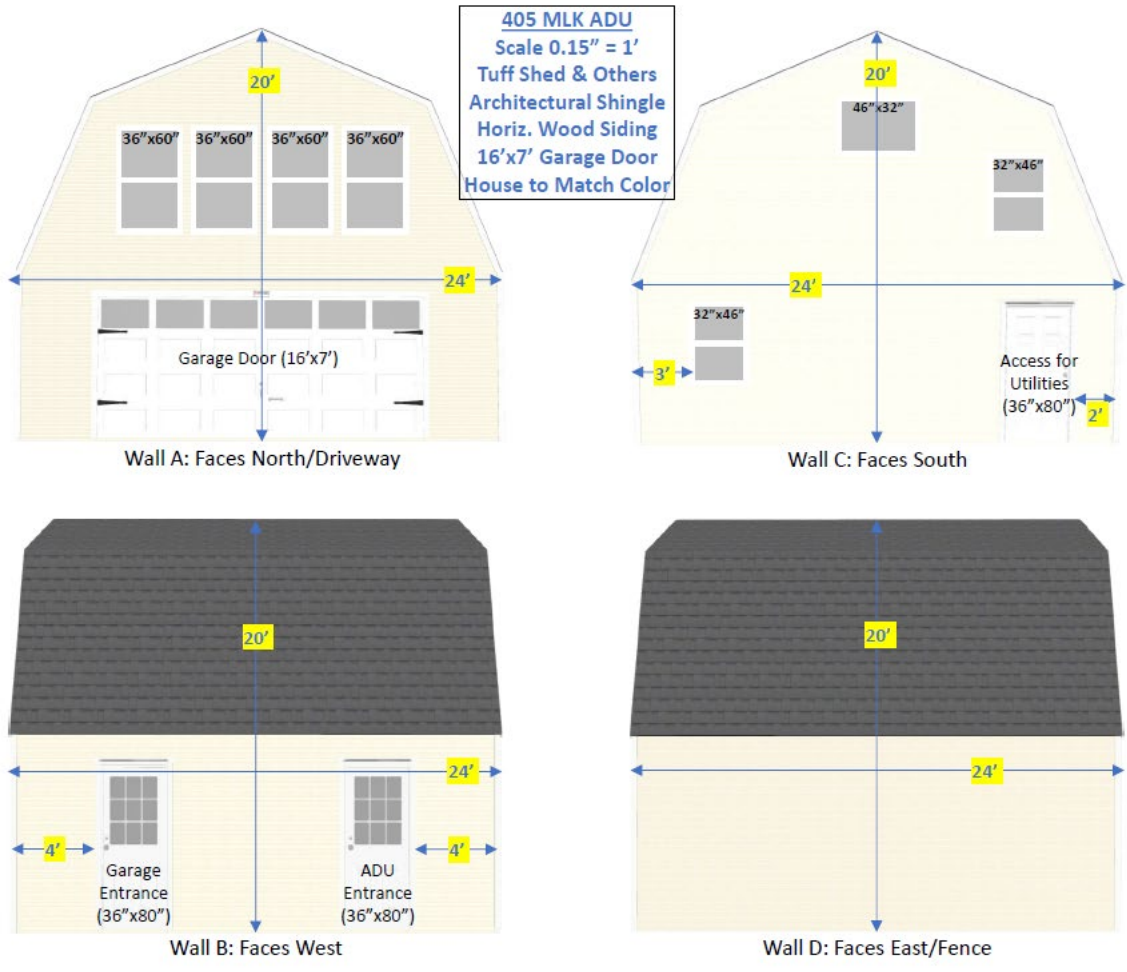 405 MLK ADU
Scale 0.15” = 1’
Tuff Shed & Others
Architectural Shingle
Horiz. Wood Siding
16’x7’ Garage Door
House to Match Color
20’
36”x60” 36”x60” 36”x60” 36”x60”
24’
Garage Door (16’x7’)
Wall A: Faces North/Driveway
20’
46”x32”
32”x46”
24’
32”x46”
3’
Access for
Utilities
(36”x80”)
2’
Wall C: Faces South
20’
24’
4’
4’
Garage
Entrance
(36”x80”)
ADU
Entrance
(36”x80”)
Wall B: Faces West
20’
24’
Wall D: Faces East/Fence